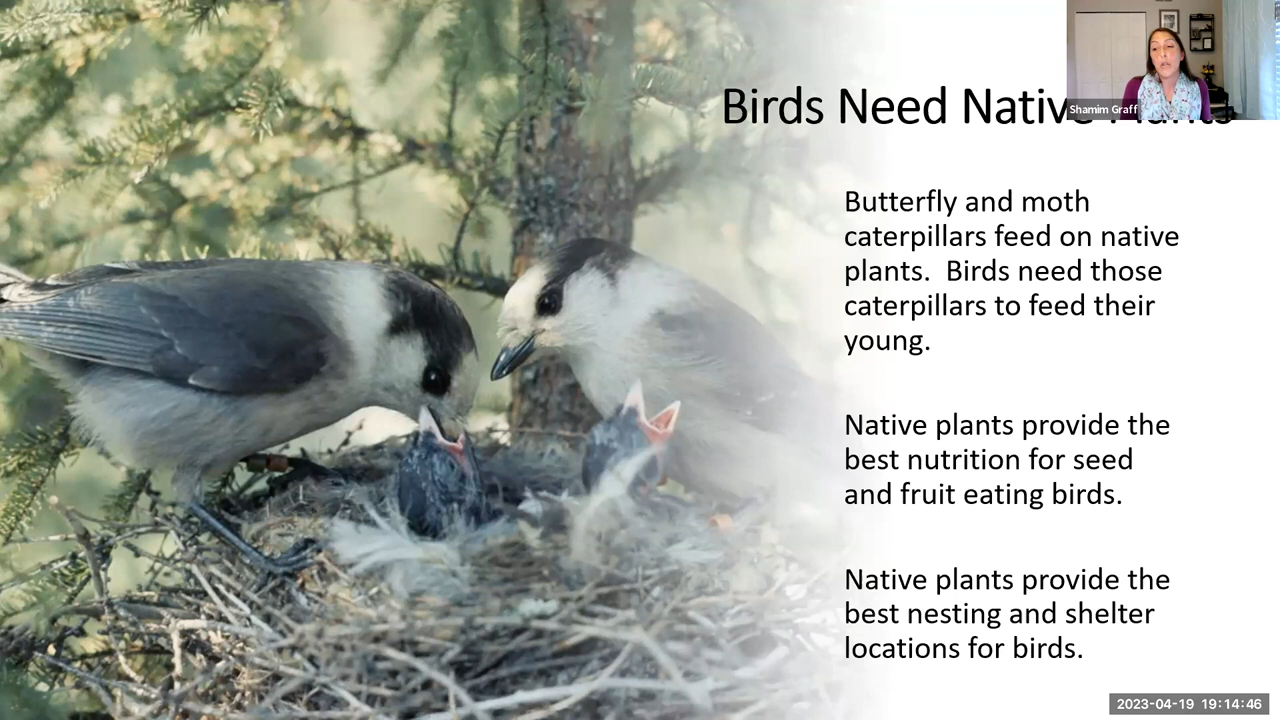 Shamim Graff
Birds Need Native Plants
Butterfly and moth
caterpillars feed on native
plants.  Birds need those
caterpillars to feed their
young.
Native plants provide the
best nutrition for seed
and fruit eating birds.
Native plants provide the
best nesting and shelter
locations for birds.
2023-04-19 19:14:46